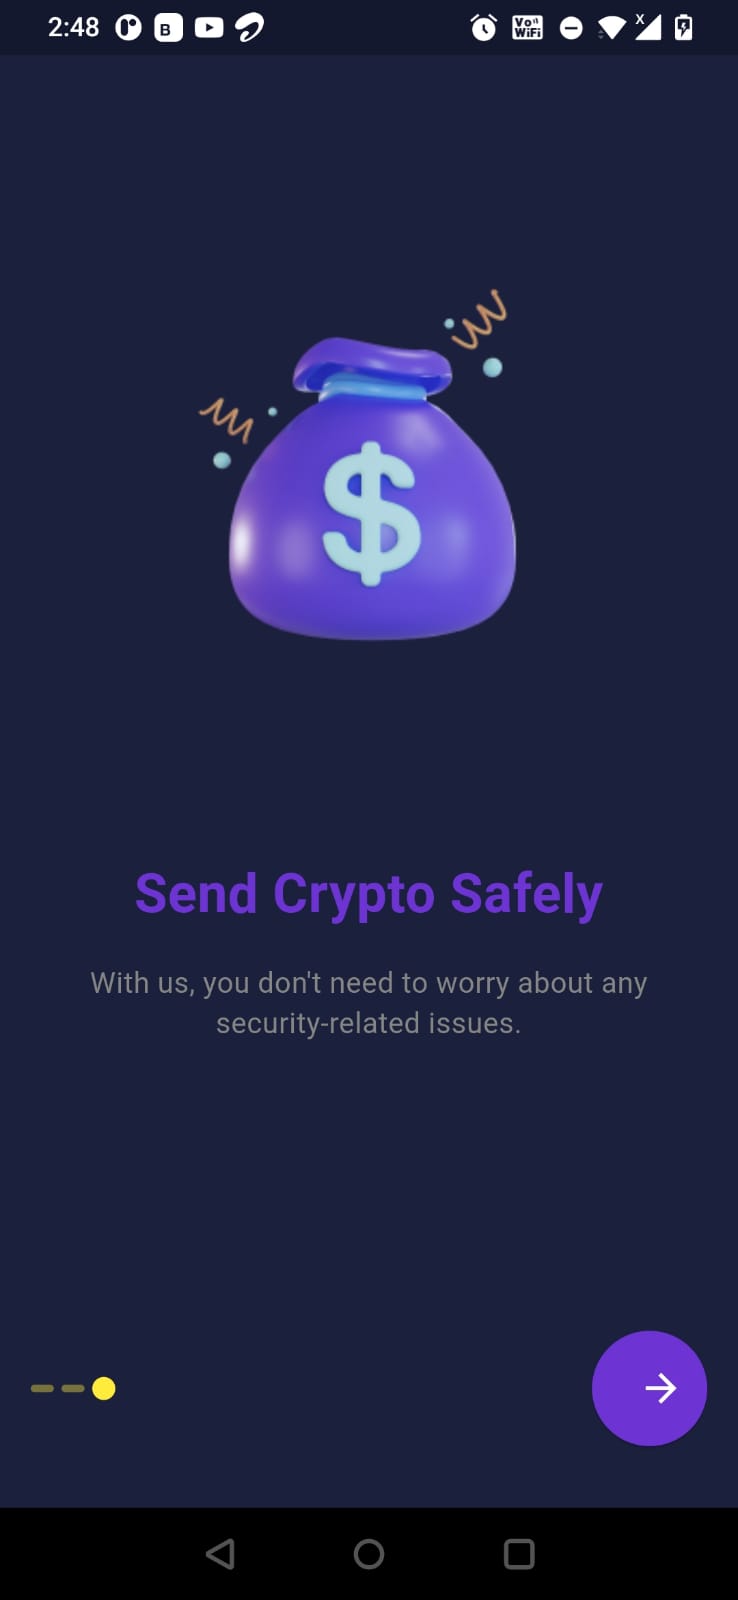 2:48
B
Vo))
WiFi
X
$
Send Crypto Safely
With us, you don't need to worry about any
security-related issues.